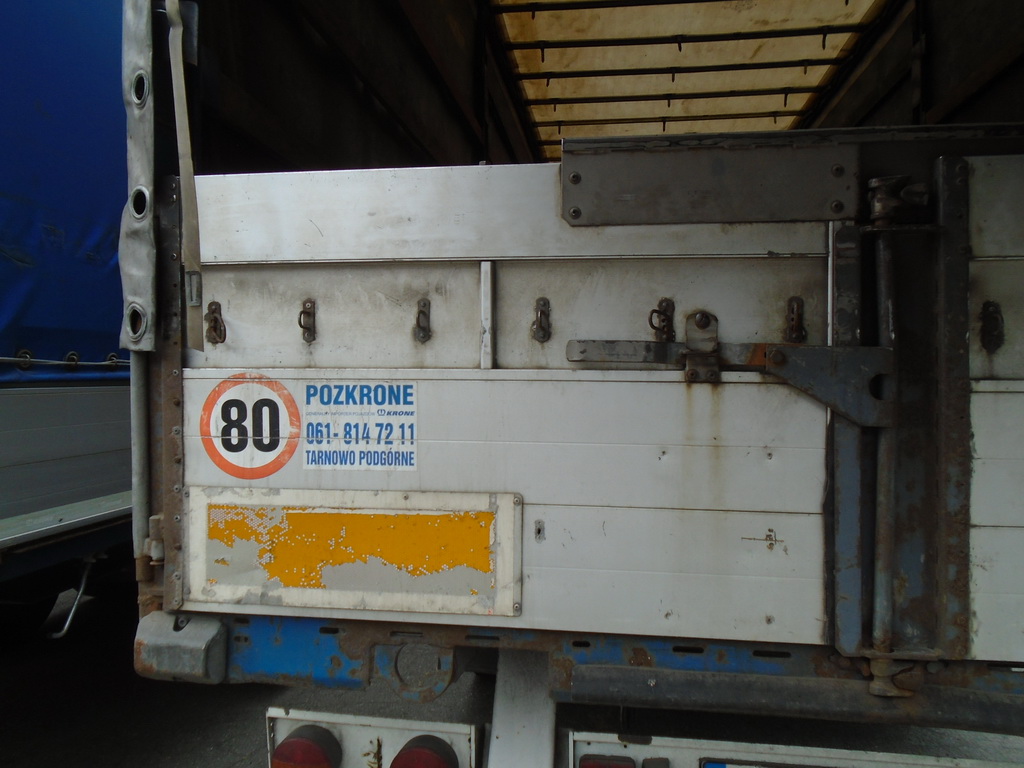 80
POZKRONE
KRONE
061- 814 72 11
TARNOWO PODGÓRNE